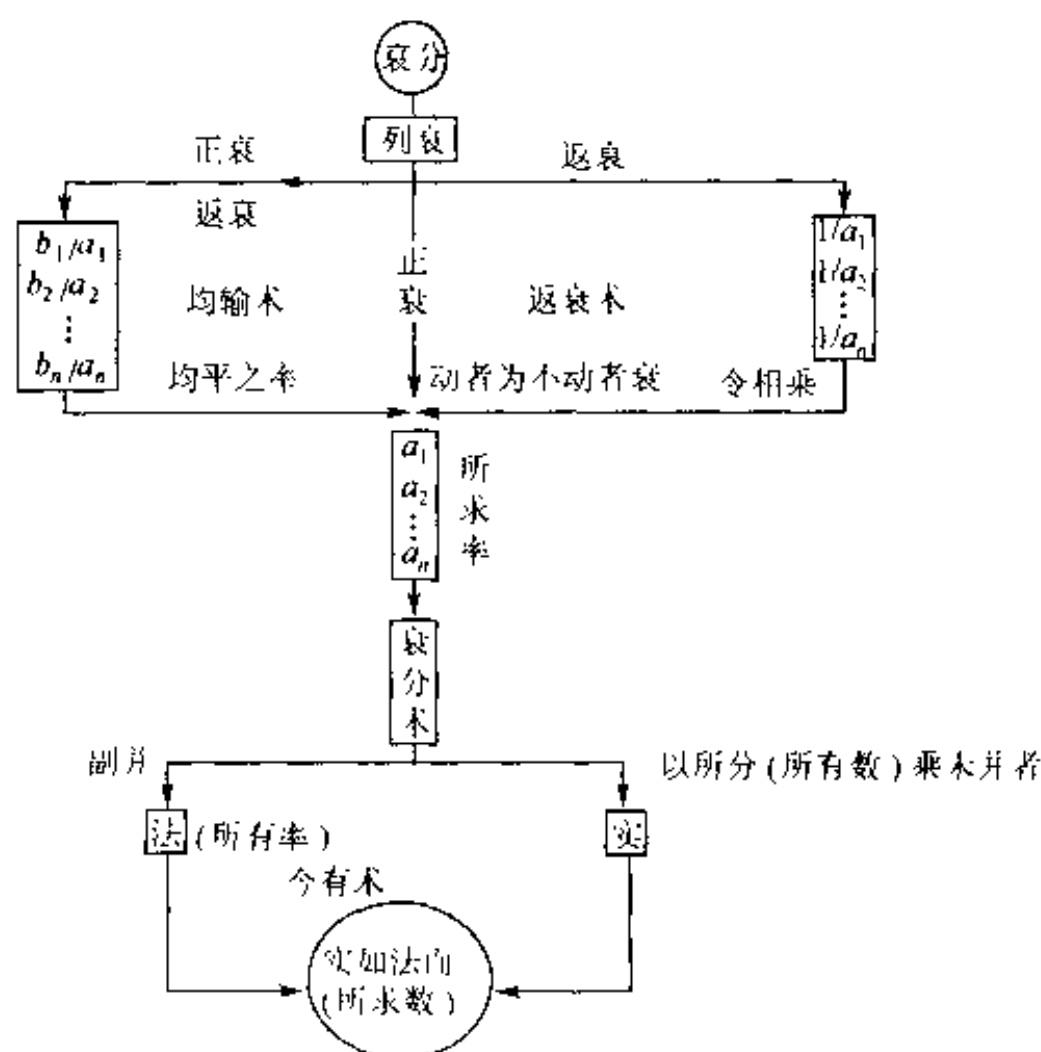 衰分
列衰
正衰
返衰
返衰
b₁/a₁
b₂/a₂
⋮
bₙ/aₙ
正衰
1/a₁
1/a₂
⋮
1/aₙ
均输术
返衰术
均平之率
动者为不动者衰
令相乘
a₁
a₂
⋮
aₙ
所求率
衰分术
副并
以所分(所有数)乘未并者
法(所有率)
实
今有术
实如法而
(所求数)